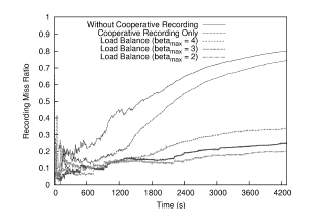 1
0.9
0.8
0.7
0.6
0.5
0.4
0.3
0.2
0.1
0
Recording Miss Ratio
Without Cooperative Recording
Cooperative Recording Only
Load Balance (beta_max = 4)
Load Balance (beta_max = 3)
Load Balance (beta_max = 2)
0 600 1200 1800 2400 3000 3600 4200
Time (s)